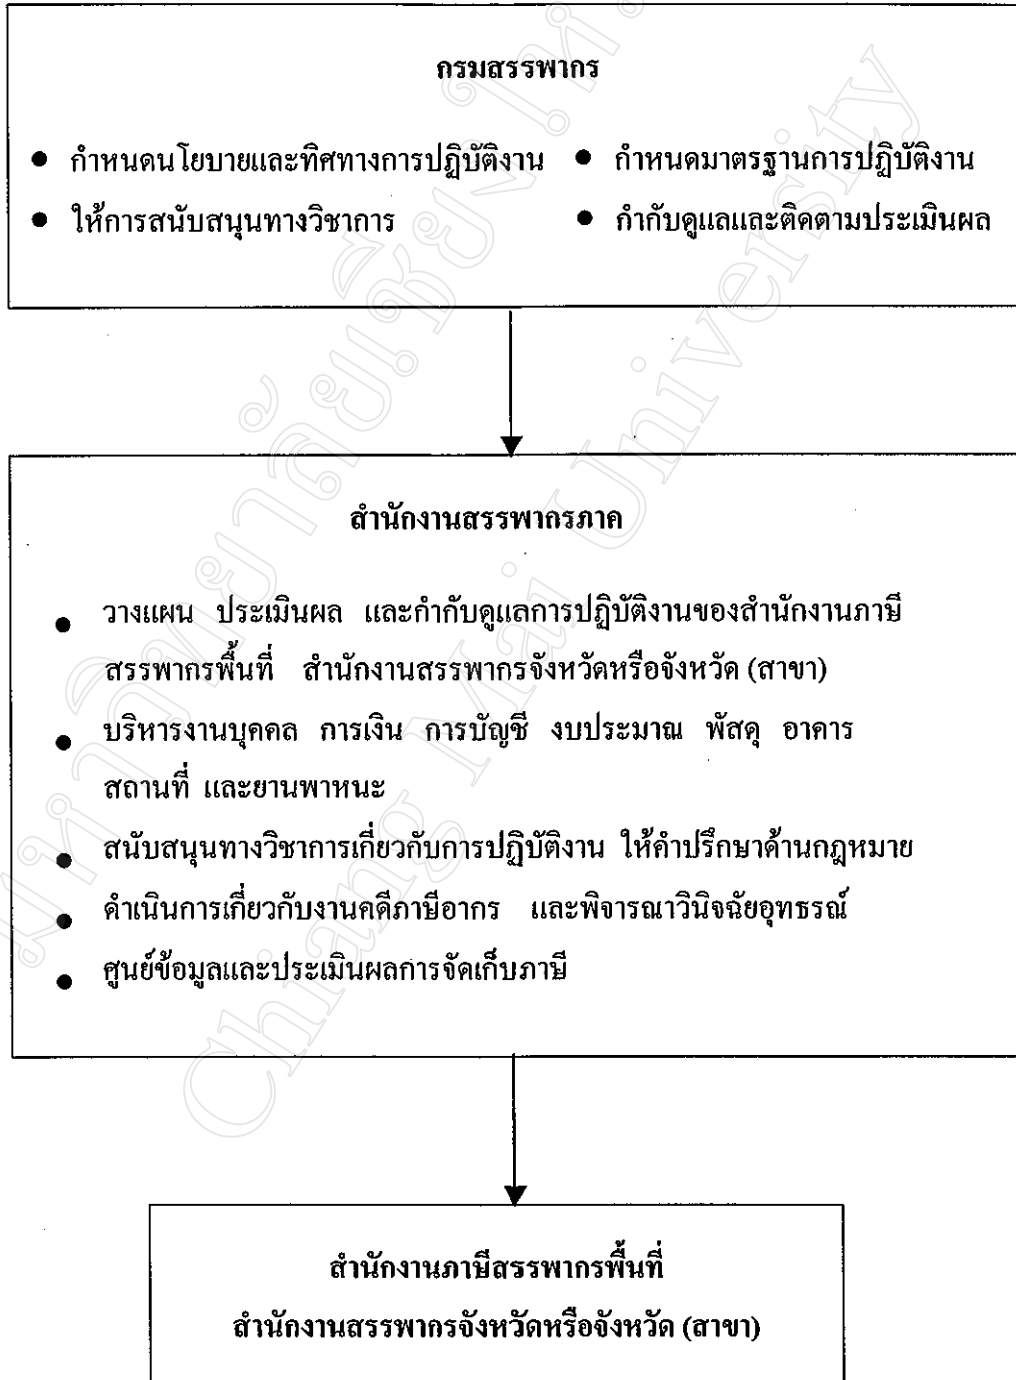 กรมสรรพากร
● กำหนดนโยบายและทิศทางการปฏิบัติงาน ● กำหนดมาตรฐานการปฏิบัติงาน
● ให้การสนับสนุนทางวิชาการ ● กำกับดูแลและติดตามประเมินผล
สำนักงานสรรพากรภาค
● วางแผน ประเมินผล และกำกับดูแลการปฏิบัติงานของสำนักงานภาษี
สรรพากรพื้นที่ สำนักงานสรรพากรจังหวัดหรือจังหวัด (สาขา)
● บริหารงานบุคคล การเงิน การบัญชี งบประมาณ พัสดุ อาคาร
สถานที่ และยานพาหนะ
● สนับสนุนทางวิชาการเกี่ยวกับการปฏิบัติงาน ให้คำปรึกษาด้านกฎหมาย
● ดำเนินการเกี่ยวกับงานคดีภาษีอากร และพิจารณาวินิจฉัยอุทธรณ์
● ศูนย์ข้อมูลและประเมินผลการจัดเก็บภาษี
สำนักงานภาษีสรรพากรพื้นที่
สำนักงานสรรพากรจังหวัดหรือจังหวัด (สาขา)
มหาวิทยาลัยเชียงใหม่
Chiang Mai University